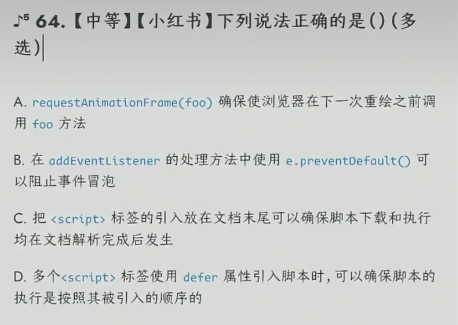 64.【中等】【小红书】下列说法正确的是()(多
选)
A. requestAnimationFrame(foo) 确保使浏览器在下一次重绘之前调
用 foo 方法
B. 在 addEventListener 的处理方法中使用 e.preventDefault() 可
以阻止事件冒泡
C. 把 <script> 标签的引入放在文档末尾可以确保脚本下载和执行
均在文档解析完成后发生
D. 多个<script> 标签使用 defer 属性引入脚本时,可以确保脚本的
执行是按照其被引入的顺序的